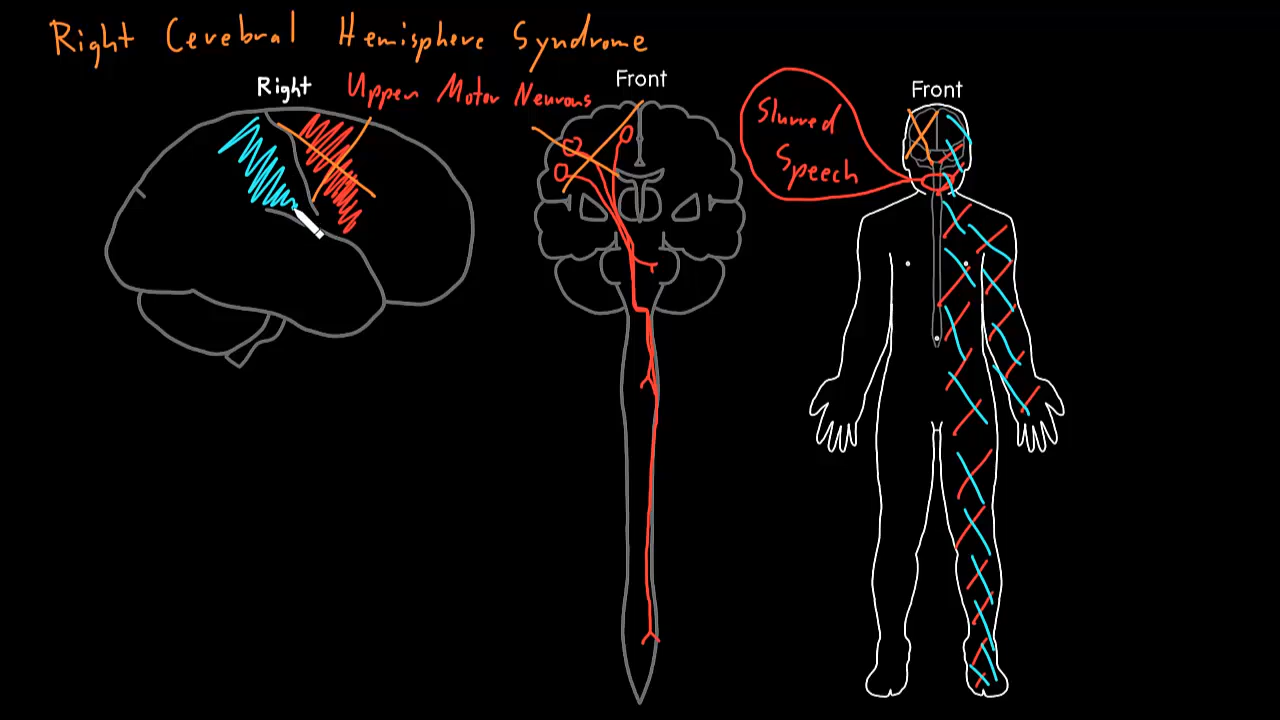 Right Cerebral Hemisphere Syndrome
Right
Upper Motor Neurons
Front
Slurred
Speech
Front